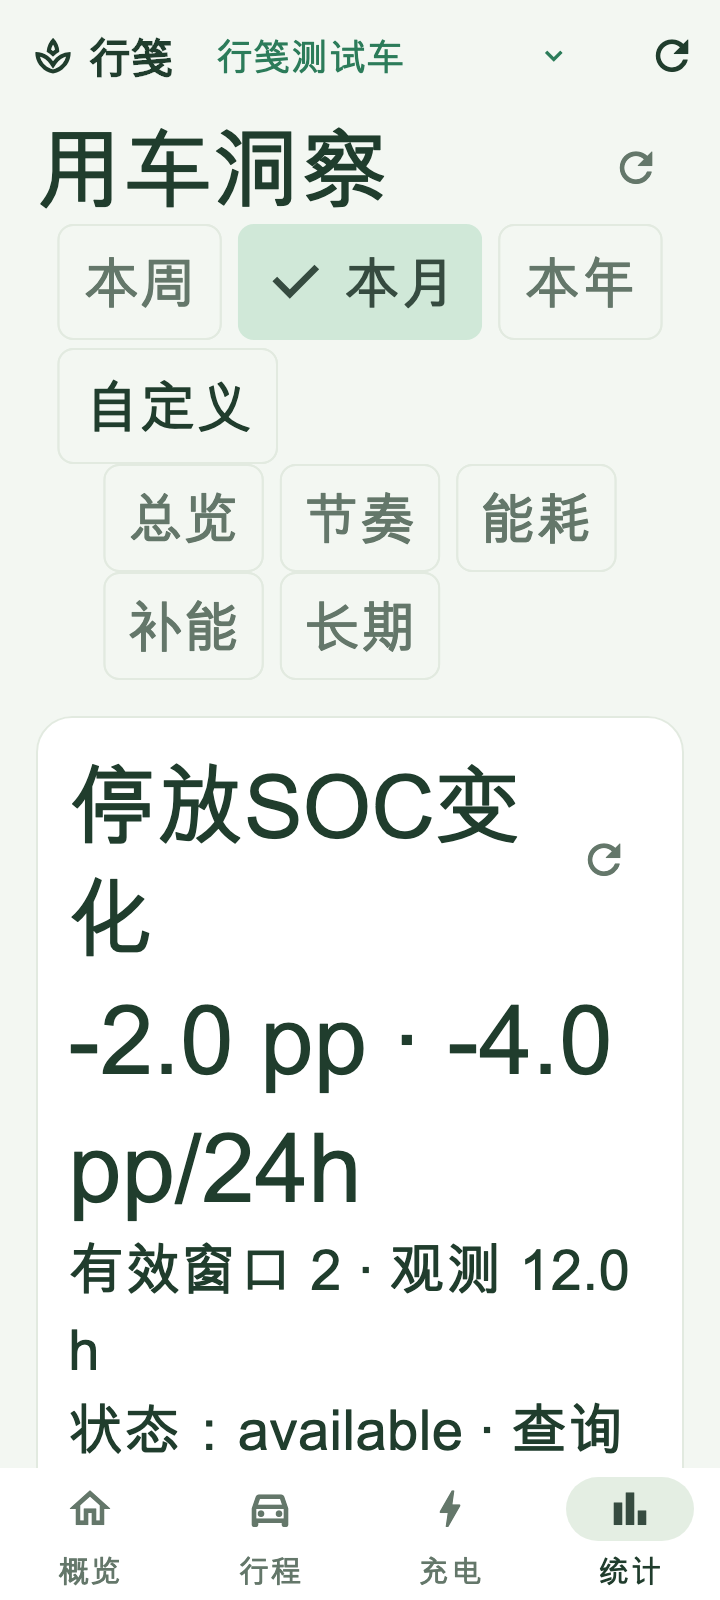 行笺 行笺测试车
用车洞察
本周 本月 本年
自定义
总览 节奏 能耗
补能 长期
停放SOC变
化
-2.0 pp · -4.0
pp/24h
有效窗口 2 · 观测 12.0
h
状态：available · 查询
概览 行程 充电 统计